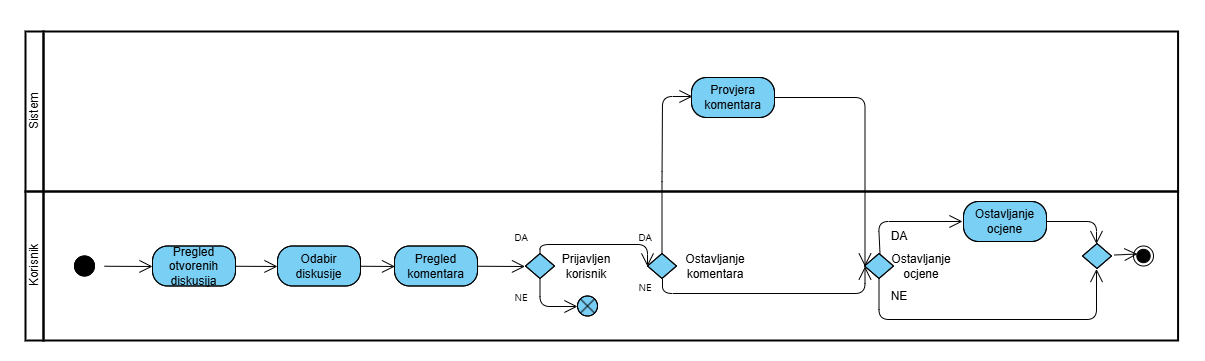 Sistem
Provjera
komentara
Korisnik
Pregled
otvorenih
diskusija
Odabir
diskusije
Pregled
komentara
DA
NE
Prijavljen
korisnik
DA
NE
Ostavljanje
komentara
DA
Ostavljanje
ocjene
NE
Ostavljanje
ocjene